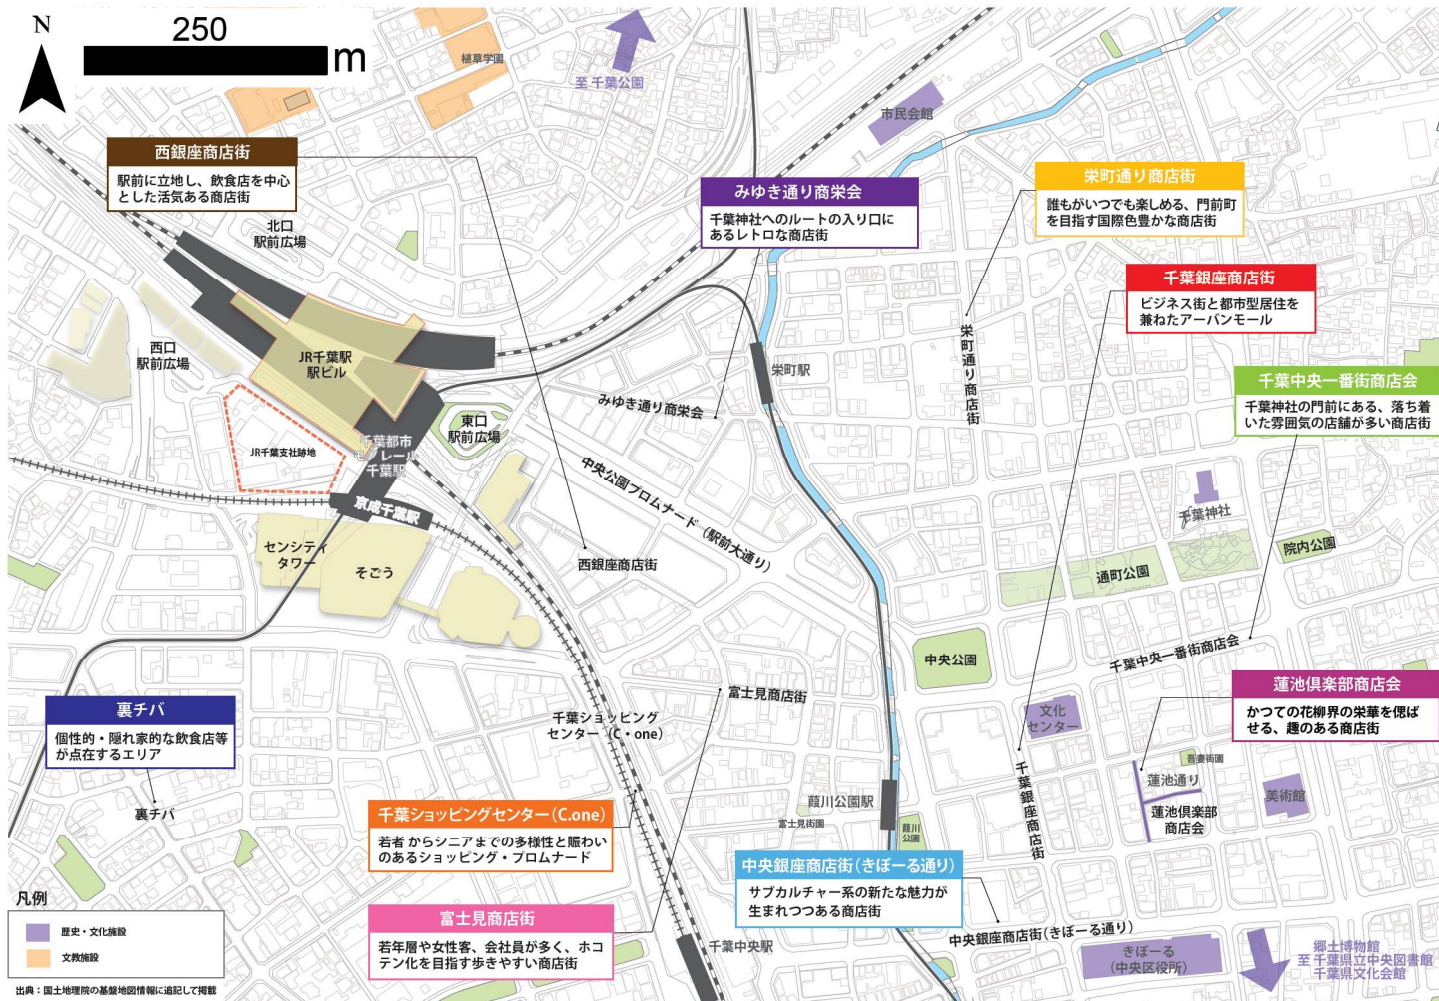 N
250
m
植草学園
至 千葉公園
市民会館
西銀座商店街
駅前に立地し、飲食店を中心
とした活気ある商店街
みゆき通り商栄会
千葉神社へのルートの入り口に
あるレトロな商店街
栄町通り商店街
誰もがいつでも楽しめる、門前町
を目指す国際色豊かな商店街
千葉銀座商店街
ビジネス街と都市型居住を
兼ねたアーバンモール
千葉中央一番街商店会
千葉神社の門前にある、落ち着
いた雰囲気の店舗が多い商店街
北口
駅前広場
西口
駅前広場
JR千葉駅
駅ビル
JR千葉支社跡地
千葉都市
モノレール
千葉駅
東口
駅前広場
京成千葉駅
センシティ
タワー
そごう
みゆき通り商栄会
栄町駅
栄町通り商店街
中央公園プロムナード（駅前大通り）
西銀座商店街
千葉神社
通町公園
院内公園
中央公園
千葉中央一番街商店会
富士見商店街
文化
センター
蓮池倶楽部商店会
かつての花柳界の栄華を偲ば
せる、趣のある商店街
裏チバ
個性的・隠れ家的な飲食店等
が点在するエリア
裏チバ
千葉ショッピング
センター（C・one）
千葉ショッピングセンター（C.one）
若者 からシニアまでの多様性と賑わい
のあるショッピング・プロムナード
葭川公園駅
富士見街園
葭川
公園
千葉銀座商店街
吾妻街園
蓮池通り
蓮池倶楽部
商店会
美術館
富士見商店街
若年層や女性客、会社員が多く、ホコ
テン化を目指す歩きやすい商店街
千葉中央駅
中央銀座商店街（きぼーる通り）
サブカルチャー系の新たな魅力が
生まれつつある商店街
中央銀座商店街（きぼーる通り）
きぼーる
（中央区役所）
郷土博物館
至 千葉県立中央図書館
千葉県文化会館
凡例
歴史・文化施設
文教施設
出典：国土地理院の基盤地図情報に追記して掲載